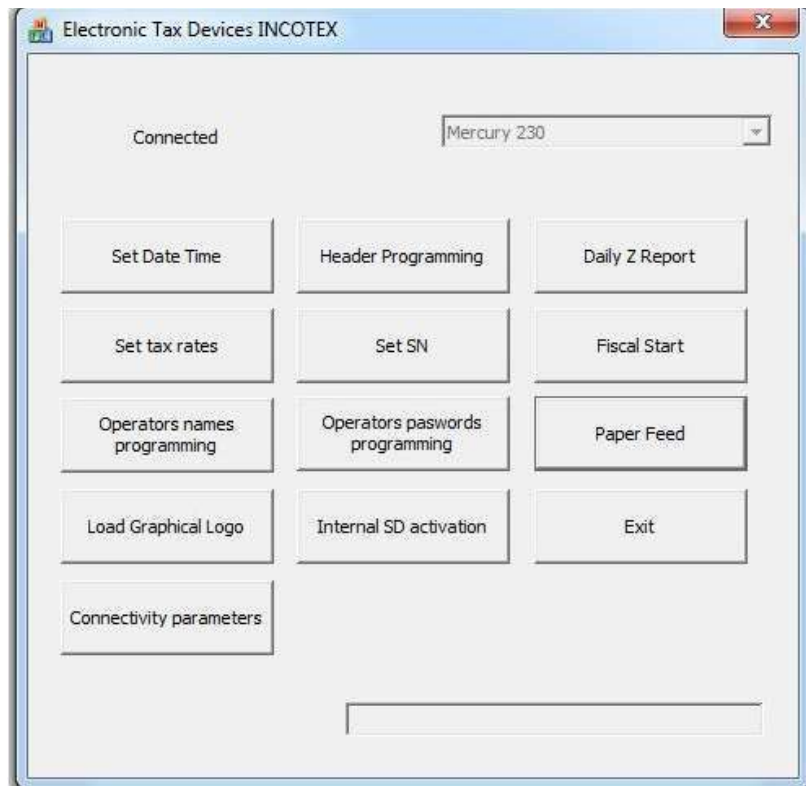 Electronic Tax Devices INCOTEX
Connected
Mercury 230
Set Date Time
Header Programming
Daily Z Report
Set tax rates
Set SN
Fiscal Start
Operators names
programming
Operators paswords
programming
Paper Feed
Load Graphical Logo
Internal SD activation
Exit
Connectivity parameters